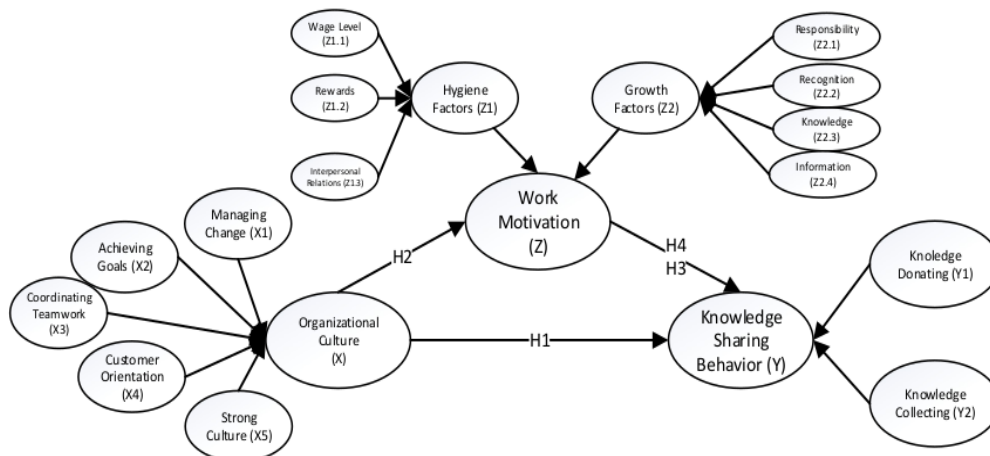 Wage Level
(Z1.1)
Rewards
(Z1.2)
Interpersonal
Relations (Z1.3)
Hygiene
Factors (Z1)
Growth
Factors (Z2)
Responsibility
(Z2.1)
Recognition
(Z2.2)
Knowledge
(Z2.3)
Information
(Z2.4)
Work
Motivation
(Z)
Managing
Change (X1)
Achieving
Goals (X2)
Coordinating
Teamwork
(X3)
Customer
Orientation
(X4)
Strong
Culture (X5)
Organizational
Culture
(X)
H2
H4
H3
H1
Knowledge
Sharing
Behavior (Y)
Knoledge
Donating (Y1)
Knowledge
Collecting (Y2)